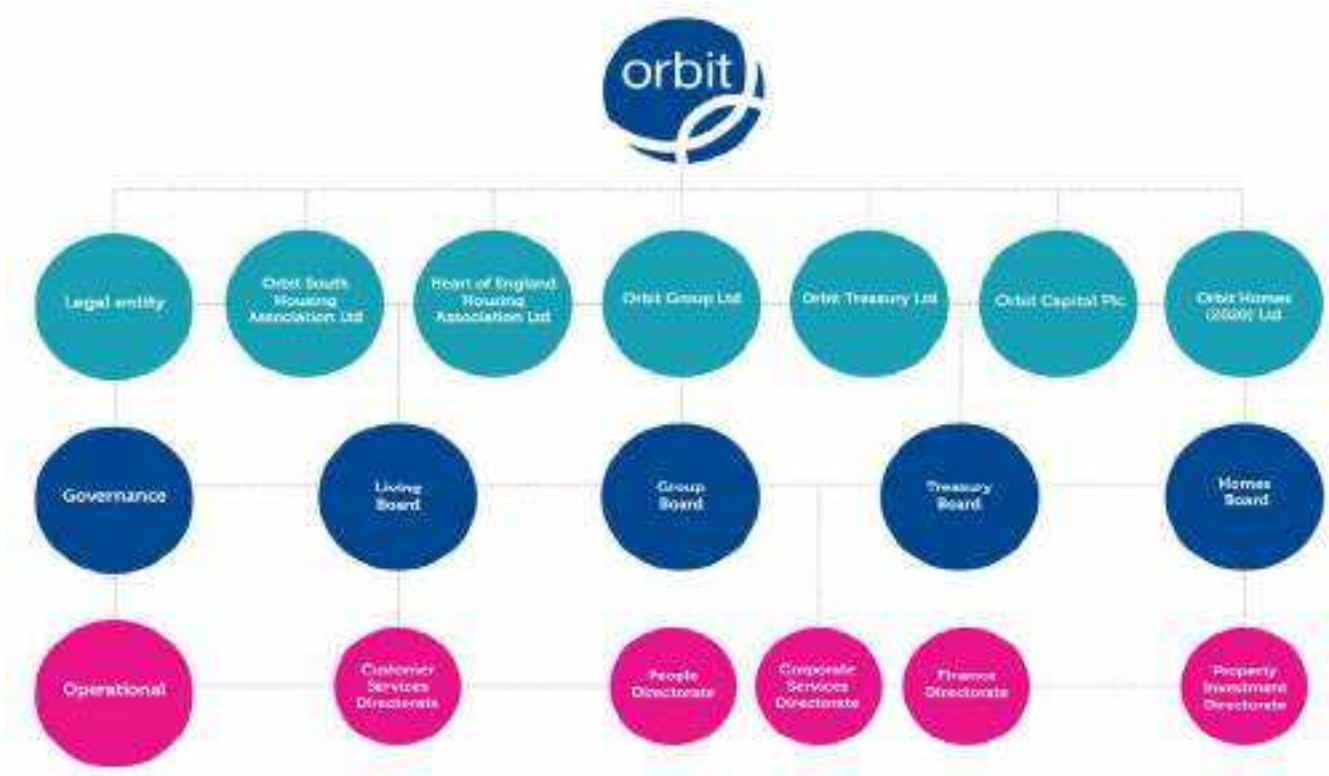 orbit
Legal entity
Orbit South
Housing
Association Ltd
Heart of England
Housing
Association Ltd
Orbit Group Ltd
Orbit Treasury Ltd
Orbit Capital Plc
Orbit Homes
(2020) Ltd
Governance
Living
Board
Group
Board
Treasury
Board
Homes
Board
Operational
Customer
Services
Directorate
People
Directorate
Corporate
Services
Directorate
Finance
Directorate
Property
Investment
Directorate